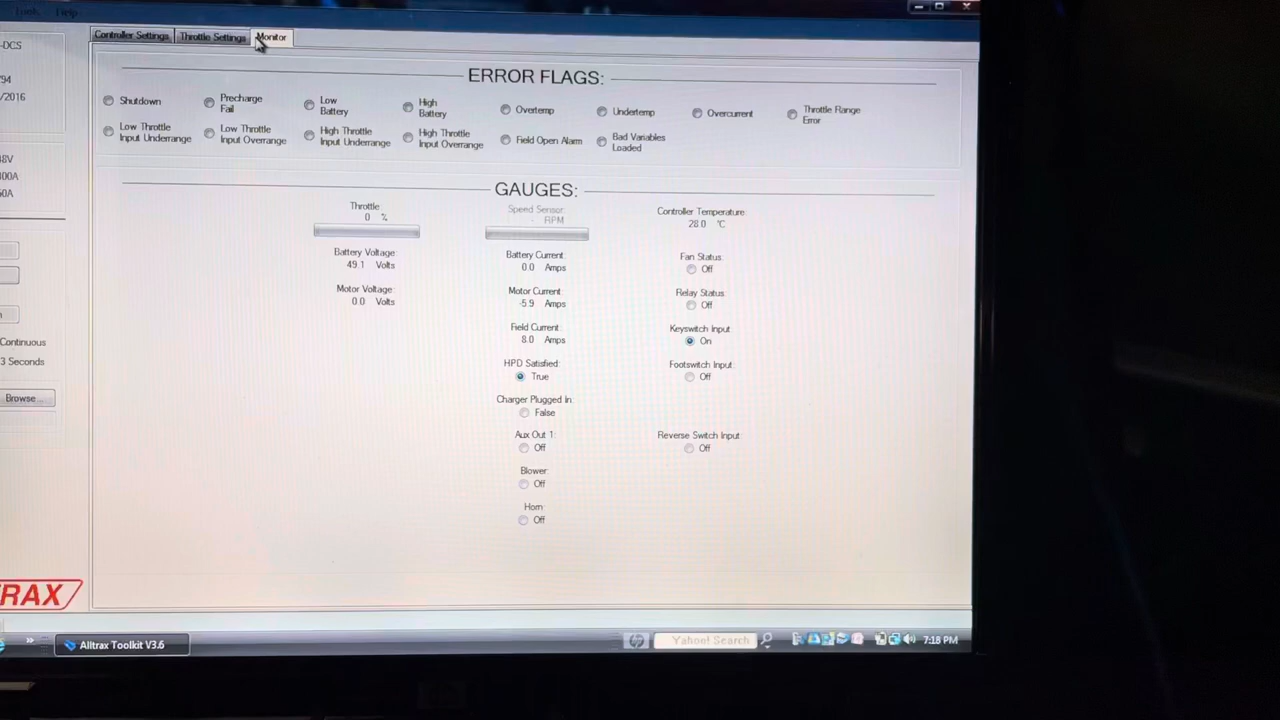 Tools Help
Controller Settings Throttle Settings Monitor
-DCS
/94
/2016
8V
00A
0A
Continuous
3 Seconds
Browse...
RAX
ERROR FLAGS:
Shutdown
Precharge
Fail
Low
Battery
High
Battery
Overtemp
Undertemp
Overcurrent
Throttle Range
Error
Low Throttle
Input Underrange
Low Throttle
Input Overrange
High Throttle
Input Underrange
High Throttle
Input Overrange
Field Open Alarm
Bad Variables
Loaded
GAUGES:
Throttle:
0 %
Battery Voltage:
49.1 Volts
Motor Voltage:
0.0 Volts
Speed Sensor:
- RPM
Battery Current:
0.0 Amps
Motor Current:
-5.9 Amps
Field Current:
8.0 Amps
HPD Satisfied:
True
Charger Plugged In:
False
Aux Out 1:
Off
Blower:
Off
Horn:
Off
Controller Temperature:
28.0 °C
Fan Status:
Off
Relay Status:
Off
Keyswitch Input:
On
Footswitch Input:
Off
Reverse Switch Input:
Off
» Alltrax Toolkit V3.6
hp Yahoo! Search
7:18 PM